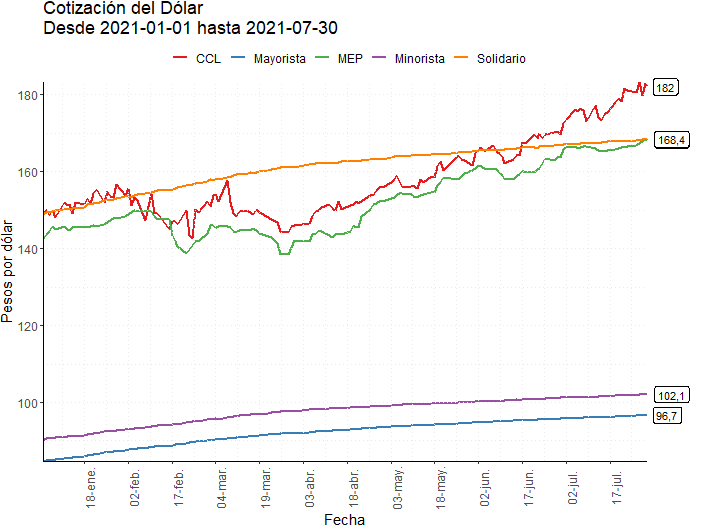 Cotización del Dólar
Desde 2021-01-01 hasta 2021-07-30
CCL Mayorista MEP Minorista Solidario
Pesos por dólar
180
160
140
120
100
182
168,4
102,1
96,7
18-ene.
02-feb.
17-feb.
04-mar.
19-mar.
03-abr.
18-abr.
03-may.
18-may.
02-jun.
17-jun.
02-jul.
17-jul.
Fecha